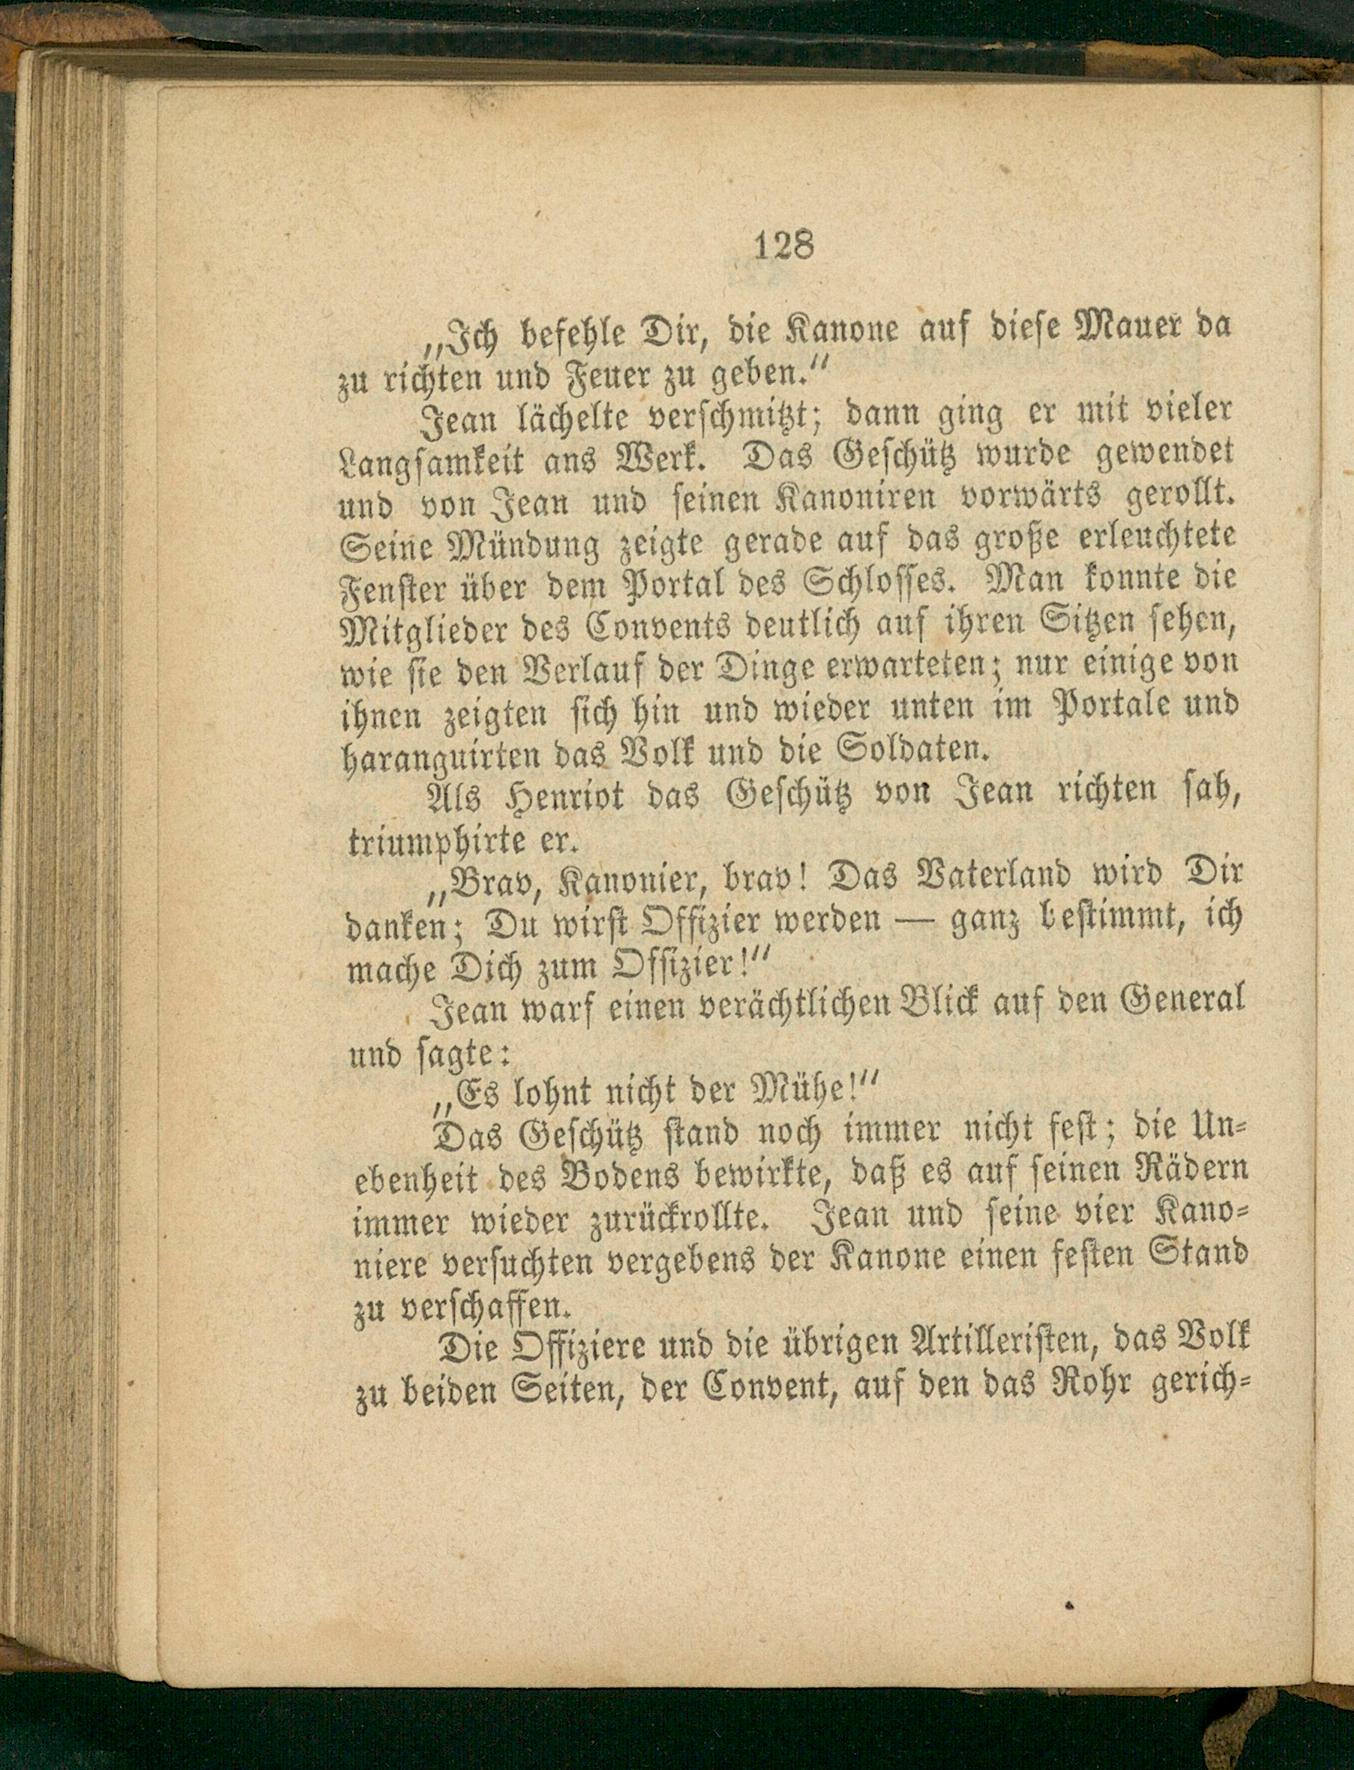 128
„Ich befehle Dir, die Kanone auf diese Mauer da
zu richten und Feuer zu geben.“
Jean lächelte verschmitzt; dann ging er mit vieler
Langsamkeit ans Werk. Das Geschütz wurde gewendet
und von Jean und seinen Kanoniren vorwärts gerollt.
Seine Mündung zeigte gerade auf das große erleuchtete
Fenster über dem Portal des Schlosses. Man konnte die
Mitglieder des Convents deutlich auf ihren Sitzen sehen,
wie sie den Verlauf der Dinge erwarteten; nur einige von
ihnen zeigten sich hin und wieder unten im Portale und
haranguirten das Volk und die Soldaten.
Als Henriot das Geschütz von Jean richten sah,
triumphirte er.
„Brav, Kanonier, brav! Das Vaterland wird Dir
danken; Du wirst Offizier werden — ganz bestimmt, ich
mache Dich zum Offizier!“
Jean warf einen verächtlichen Blick auf den General
und sagte:
„Es lohnt nicht der Mühe!“
Das Geschütz stand noch immer nicht fest; die Un-
ebenheit des Bodens bewirkte, daß es auf seinen Rädern
immer wieder zurückrollte. Jean und seine vier Kano-
niere versuchten vergebens der Kanone einen festen Stand
zu verschaffen.
Die Offiziere und die übrigen Artilleristen, das Volk
zu beiden Seiten, der Convent, auf den das Rohr gerich-